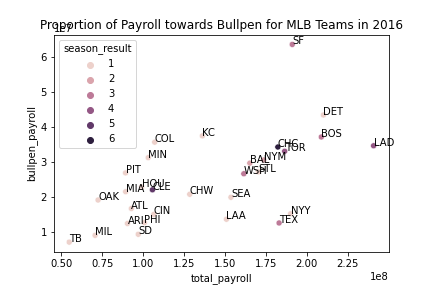 Proportion of Payroll towards Bullpen for MLB Teams in 2016
1e7
season_result
1
2
3
4
5
6
SF
DET
KC
BOS
COL
CHC
TOR
LAD
MIN
BAL
NYM
PIT
WSH
STL
HOU
MIA
CLE
CHW
SEA
OAK
ATL
CIN
NYY
LAA
ARI
PHI
TEX
MIL
SD
TB
6
5
4
3
2
1
bullpen_payroll
0.50
0.75
1.00
1.25
1.50
1.75
2.00
2.25
total_payroll
1e8